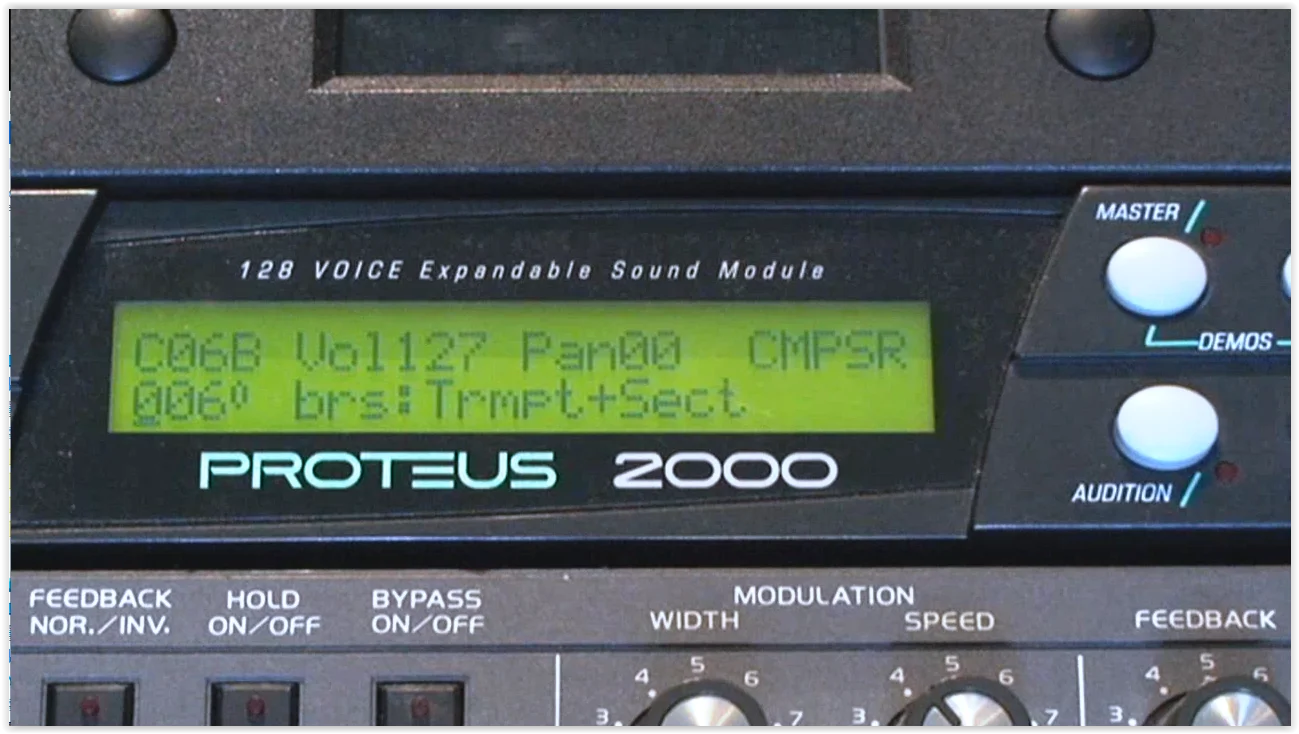 MASTER /
128 VOICE Expandable Sound Module
C06B Vol127 Pan00 CMPSR
DEMOS
006⁰ brs:Trmpt+Sect
PROTEUS 2000
AUDITION /
FEEDBACK NOR./INV.
HOLD ON/OFF
BYPASS ON/OFF
MODULATION
WIDTH
SPEED
FEEDBACK
3 4 5 6 7
3 4 5 6 7
3 4 5 6